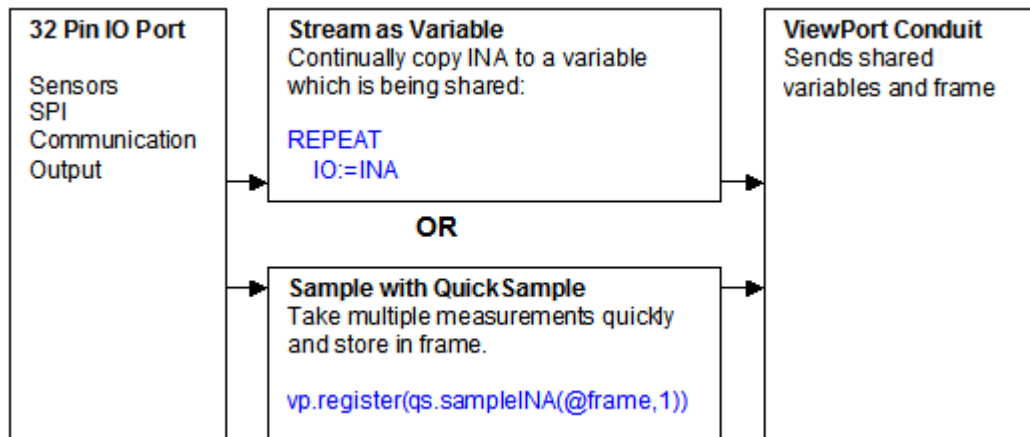 32 Pin IO Port
Sensors
SPI
Communication
Output
Stream as Variable
Continually copy INA to a variable
which is being shared:
REPEAT
IO:=INA
OR
Sample with QuickSample
Take multiple measurements quickly
and store in frame.
vp.register(qs.sampleINA(@frame,1))
ViewPort Conduit
Sends shared
variables and frame